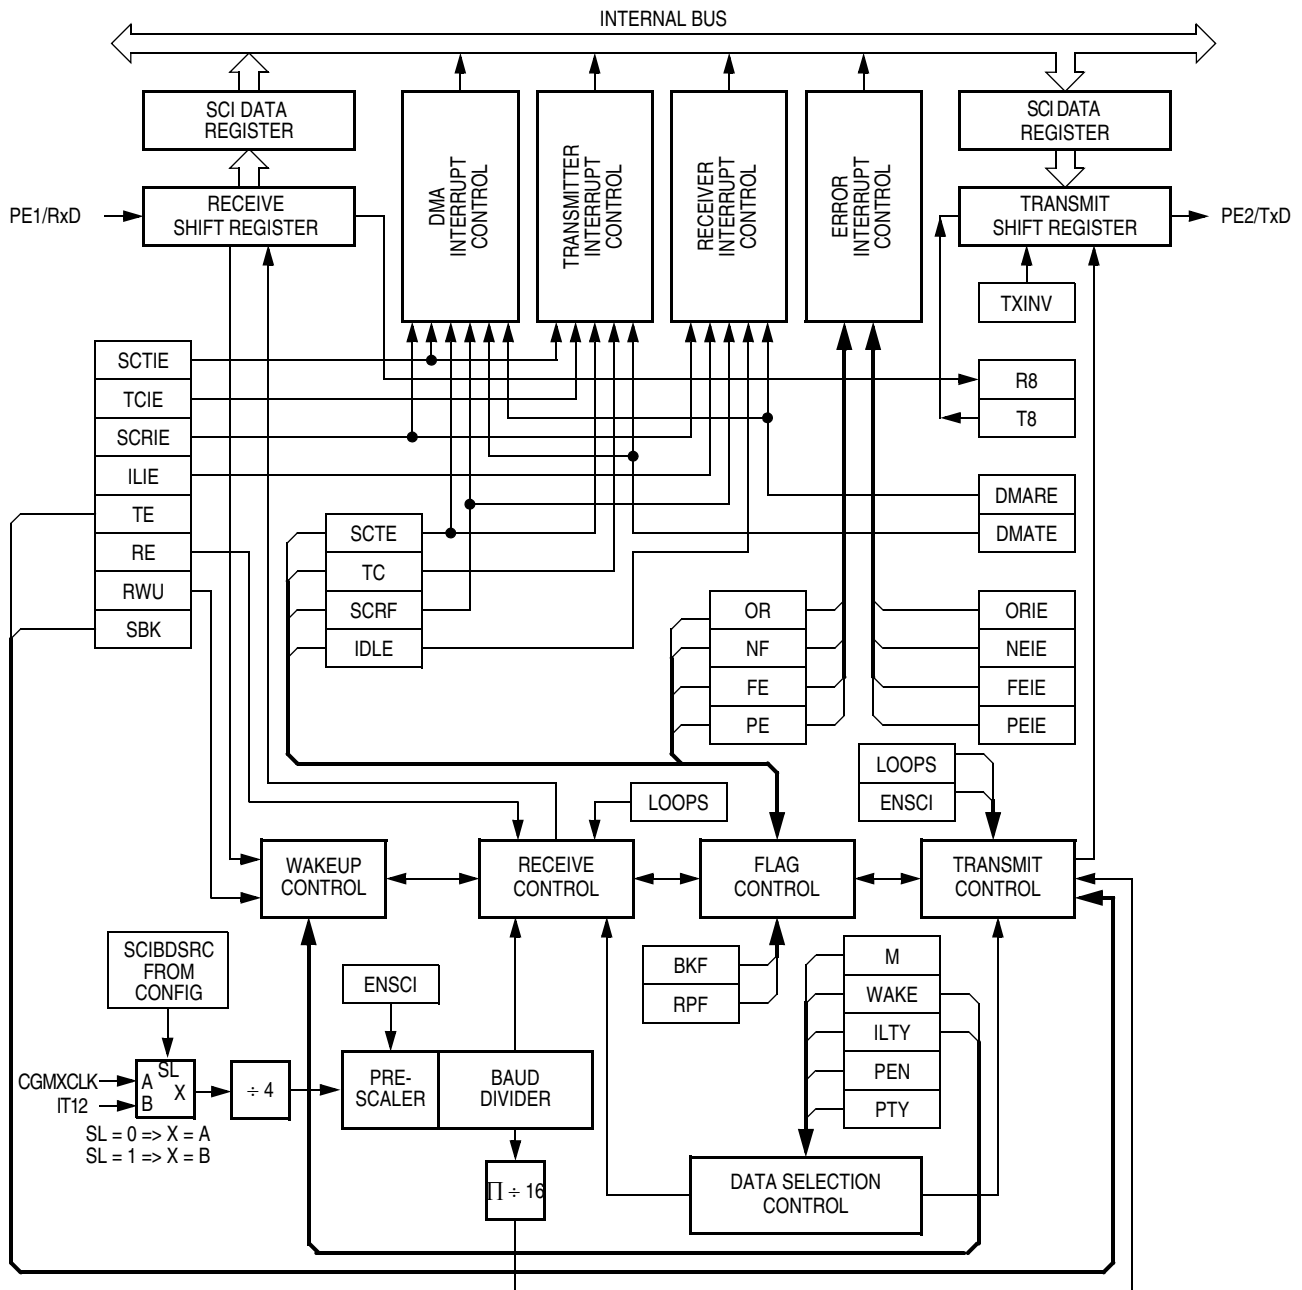 INTERNAL BUS
SCI DATA
REGISTER
DMA
INTERRUPT
CONTROL
TRANSMITTER
INTERRUPT
CONTROL
RECEIVER
INTERRUPT
CONTROL
ERROR
INTERRUPT
CONTROL
SCI DATA
REGISTER
PE1/RxD
RECEIVE
SHIFT REGISTER
TRANSMIT
SHIFT REGISTER
PE2/TxD
TXINV
SCTIE
TCIE
SCRIE
ILIE
TE
RE
RWU
SBK
R8
T8
DMARE
DMATE
SCTE
TC
SCRF
IDLE
OR
NF
FE
PE
ORIE
NEIE
FEIE
PEIE
LOOPS
LOOPS
ENSCI
WAKEUP
CONTROL
RECEIVE
CONTROL
FLAG
CONTROL
TRANSMIT
CONTROL
SCIBDSRC
FROM
CONFIG
ENSCI
BKF
RPF
M
WAKE
ILTY
PEN
PTY
CGMXCLK
IT12
SL
A
X
B
÷ 4
PRE-
SCALER
BAUD
DIVIDER
SL = 0 => X = A
SL = 1 => X = B
∏ ÷ 16
DATA SELECTION
CONTROL